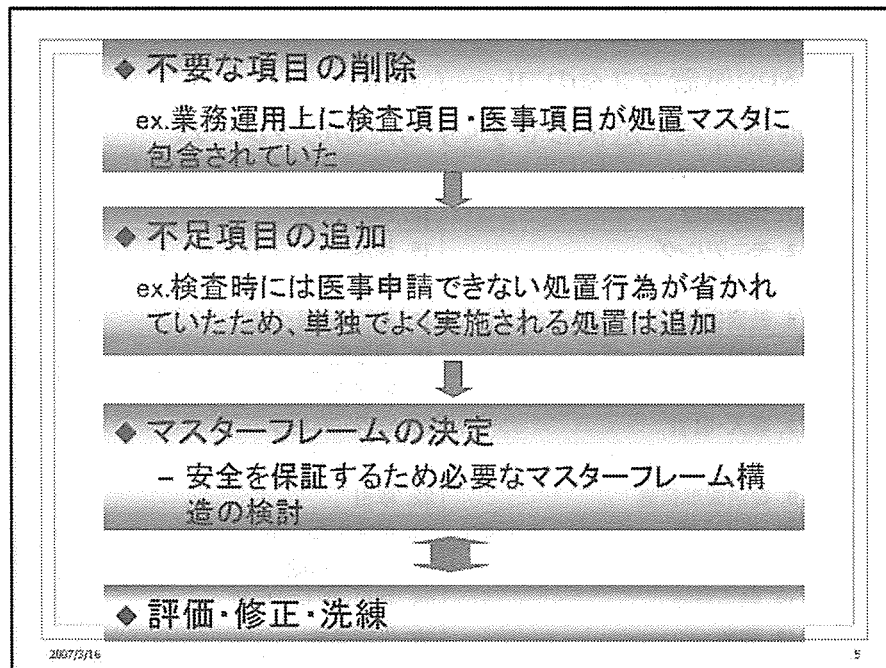 ◆ 不要な項目の削除
ex.業務運用上に検査項目・医事項目が処置マスタに
包含されていた
◆ 不足項目の追加
ex.検査時には医事申請できない処置行為が省かれ
ていたため、単独でよく実施される処置は追加
◆ マスターフレームの決定
– 安全を保証するため必要なマスターフレーム構
造の検討
◆ 評価・修正・洗練
2007/3/16
5